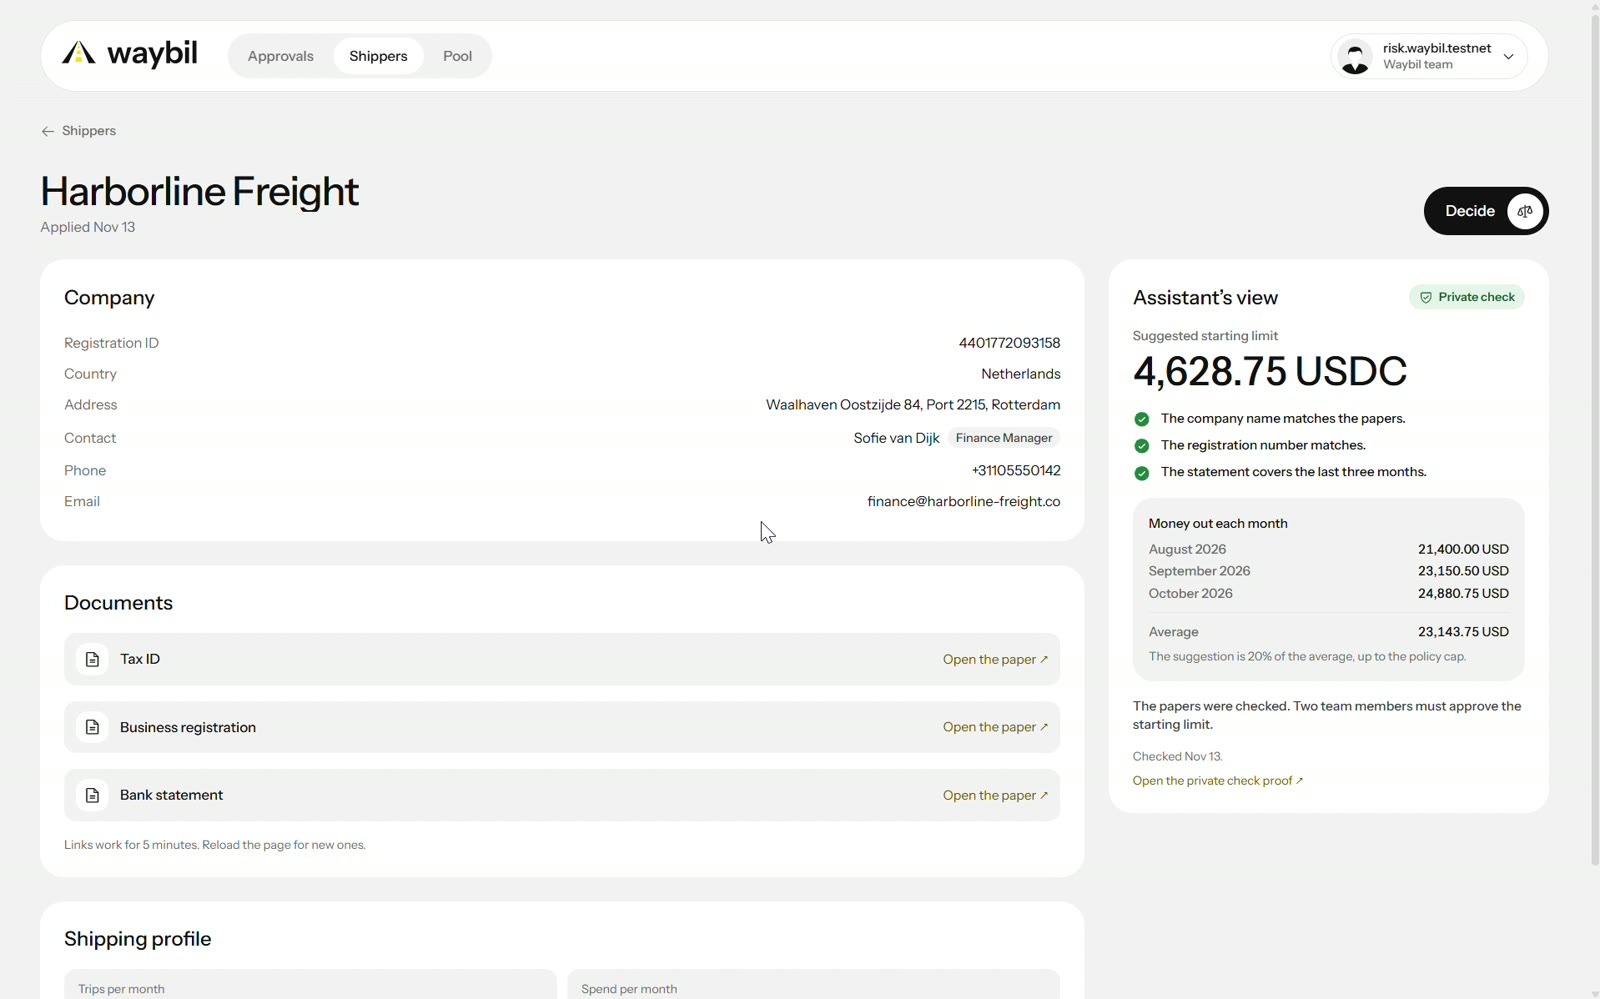 waybil
Approvals
Shippers
Pool
risk.waybil.testnet
Waybil team
← Shippers
Harborline Freight
Applied Nov 13
Decide
Company
Registration ID 4401772093158
Country Netherlands
Address Waalhaven Oostzijde 84, Port 2215, Rotterdam
Contact Sofie van Dijk Finance Manager
Phone +31105550142
Email finance@harborline-freight.co
Documents
Tax ID Open the paper ↗
Business registration Open the paper ↗
Bank statement Open the paper ↗
Links work for 5 minutes. Reload the page for new ones.
Shipping profile
Trips per month
Spend per month
Assistant’s view
Private check
Suggested starting limit
4,628.75 USDC
The company name matches the papers.
The registration number matches.
The statement covers the last three months.
Money out each month
August 2026 21,400.00 USD
September 2026 23,150.50 USD
October 2026 24,880.75 USD
Average 23,143.75 USD
The suggestion is 20% of the average, up to the policy cap.
The papers were checked. Two team members must approve the
starting limit.
Checked Nov 13.
Open the private check proof ↗